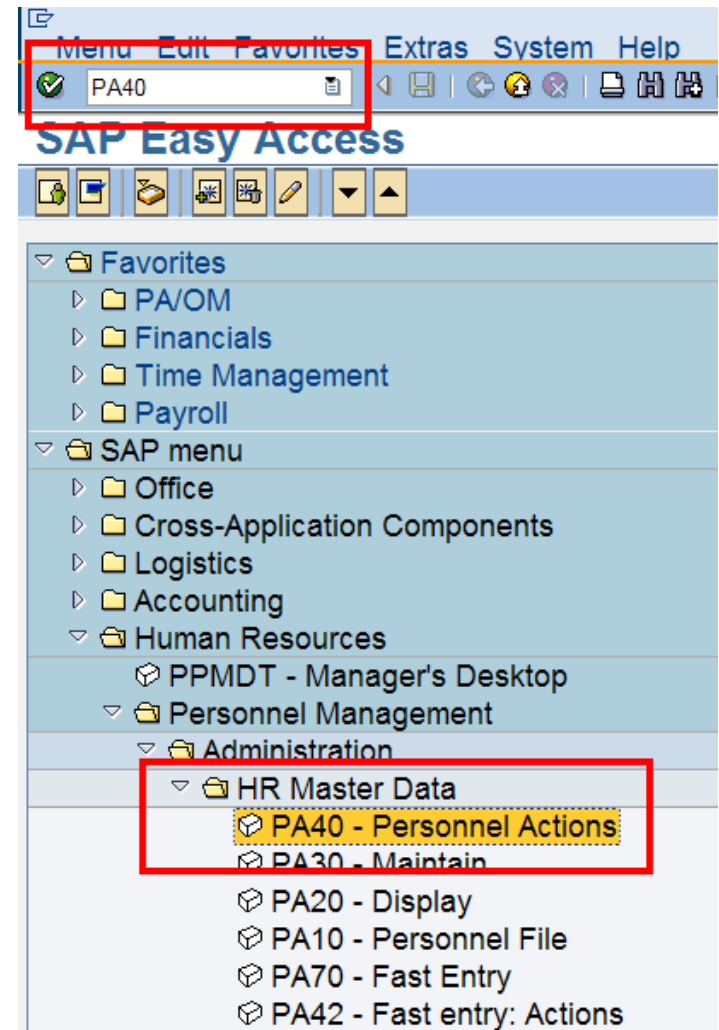 Menu Edit Favorites Extras System Help
PA40
SAP Easy Access
Favorites
PA/OM
Financials
Time Management
Payroll
SAP menu
Office
Cross-Application Components
Logistics
Accounting
Human Resources
PPMDT - Manager's Desktop
Personnel Management
Administration
HR Master Data
PA40 - Personnel Actions
PA30 - Maintain
PA20 - Display
PA10 - Personnel File
PA70 - Fast Entry
PA42 - Fast entry: Actions